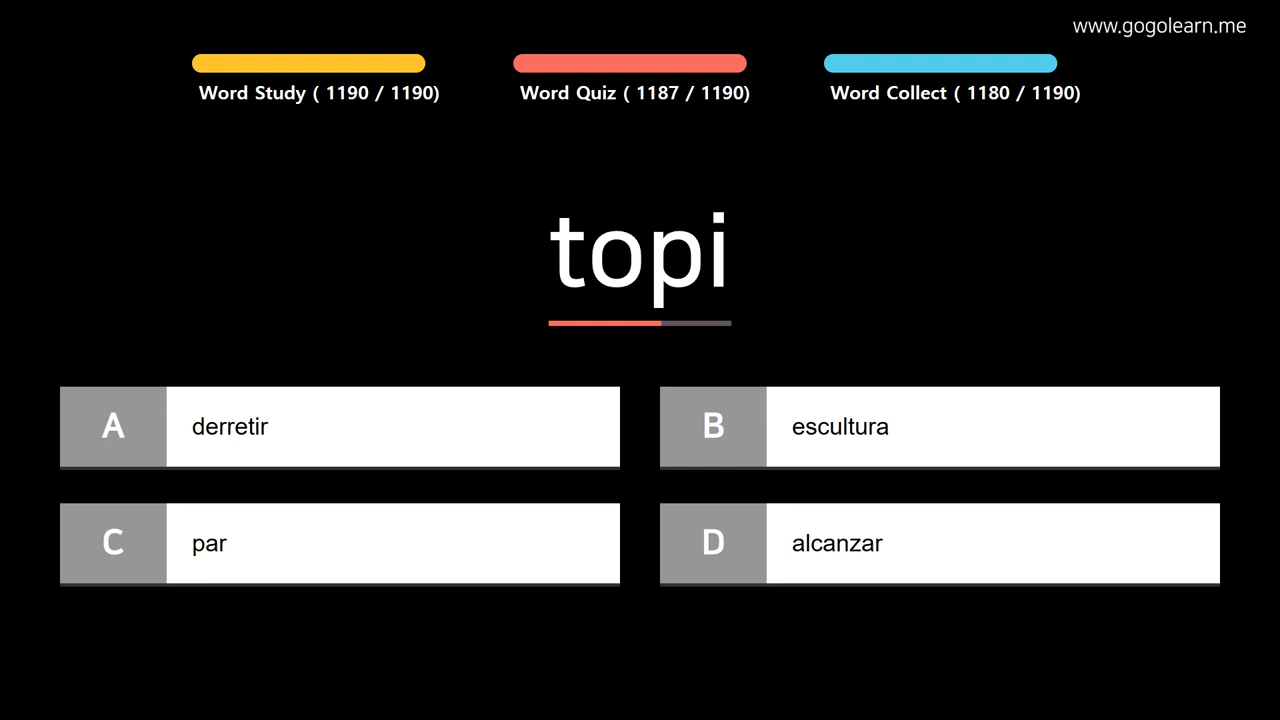 www.gogolearn.me
Word Study ( 1190 / 1190)
Word Quiz ( 1187 / 1190)
Word Collect ( 1180 / 1190)
topi
A derretir
B escultura
C par
D alcanzar